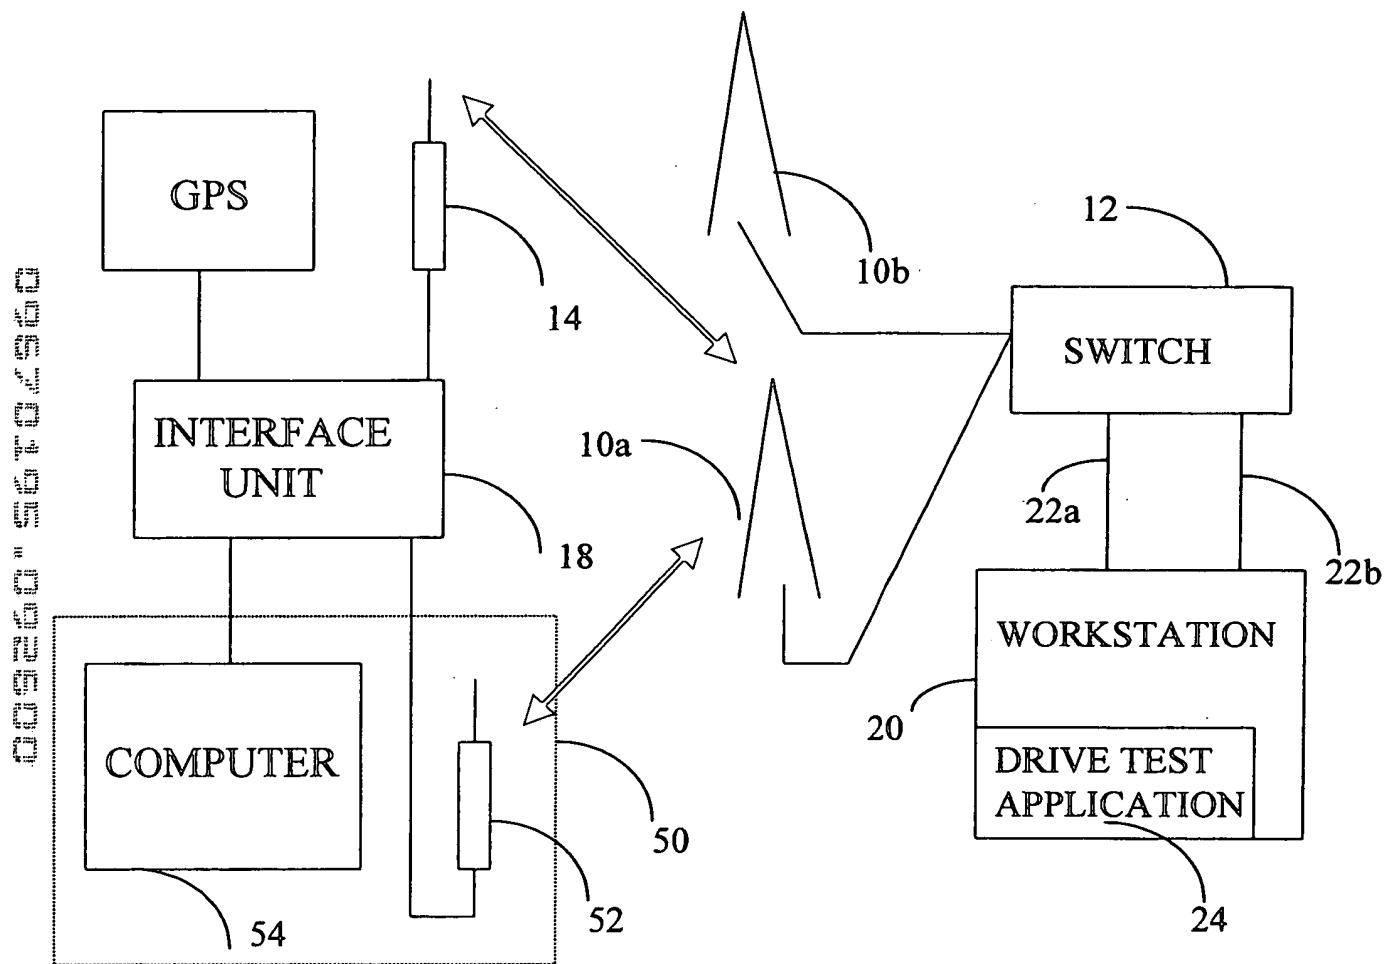 GPS
14
10b
12
SWITCH
INTERFACE
UNIT
18
10a
22a
22b
WORKSTATION
20
DRIVE TEST
APPLICATION
24
COMPUTER
50
52
54